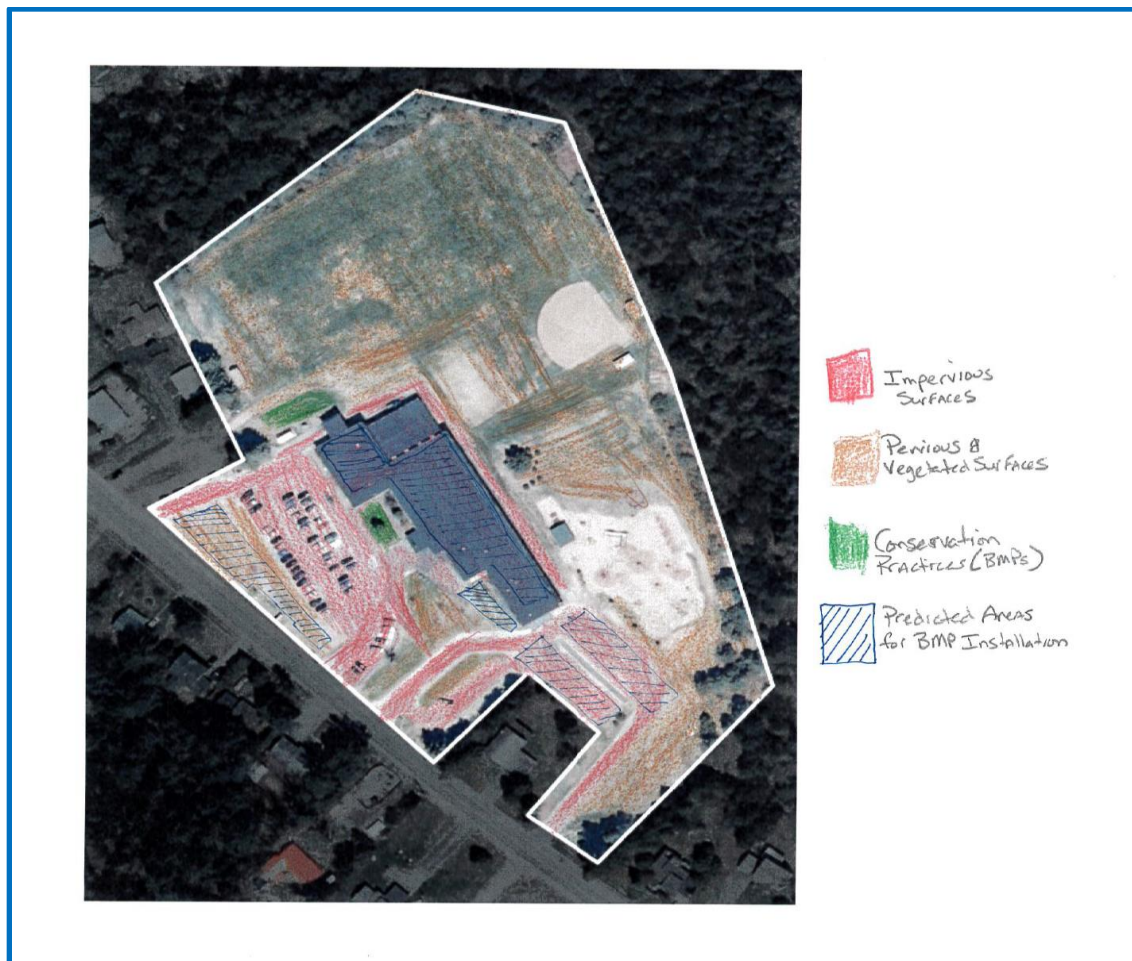 Impervious
Surfaces
Pervious &
Vegetated Surfaces
Conservation
Practices (BMPs)
Predicted Areas
for BMP Installation